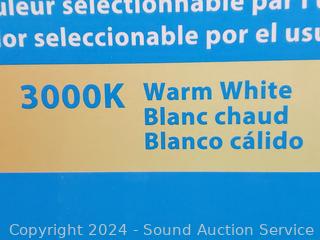 uleur sélectionnable par l'u
lor seleccionable por el usu
3000K Warm White
Blanc chaud
Blanco cálido
Copyright 2024 - Sound Auction Service